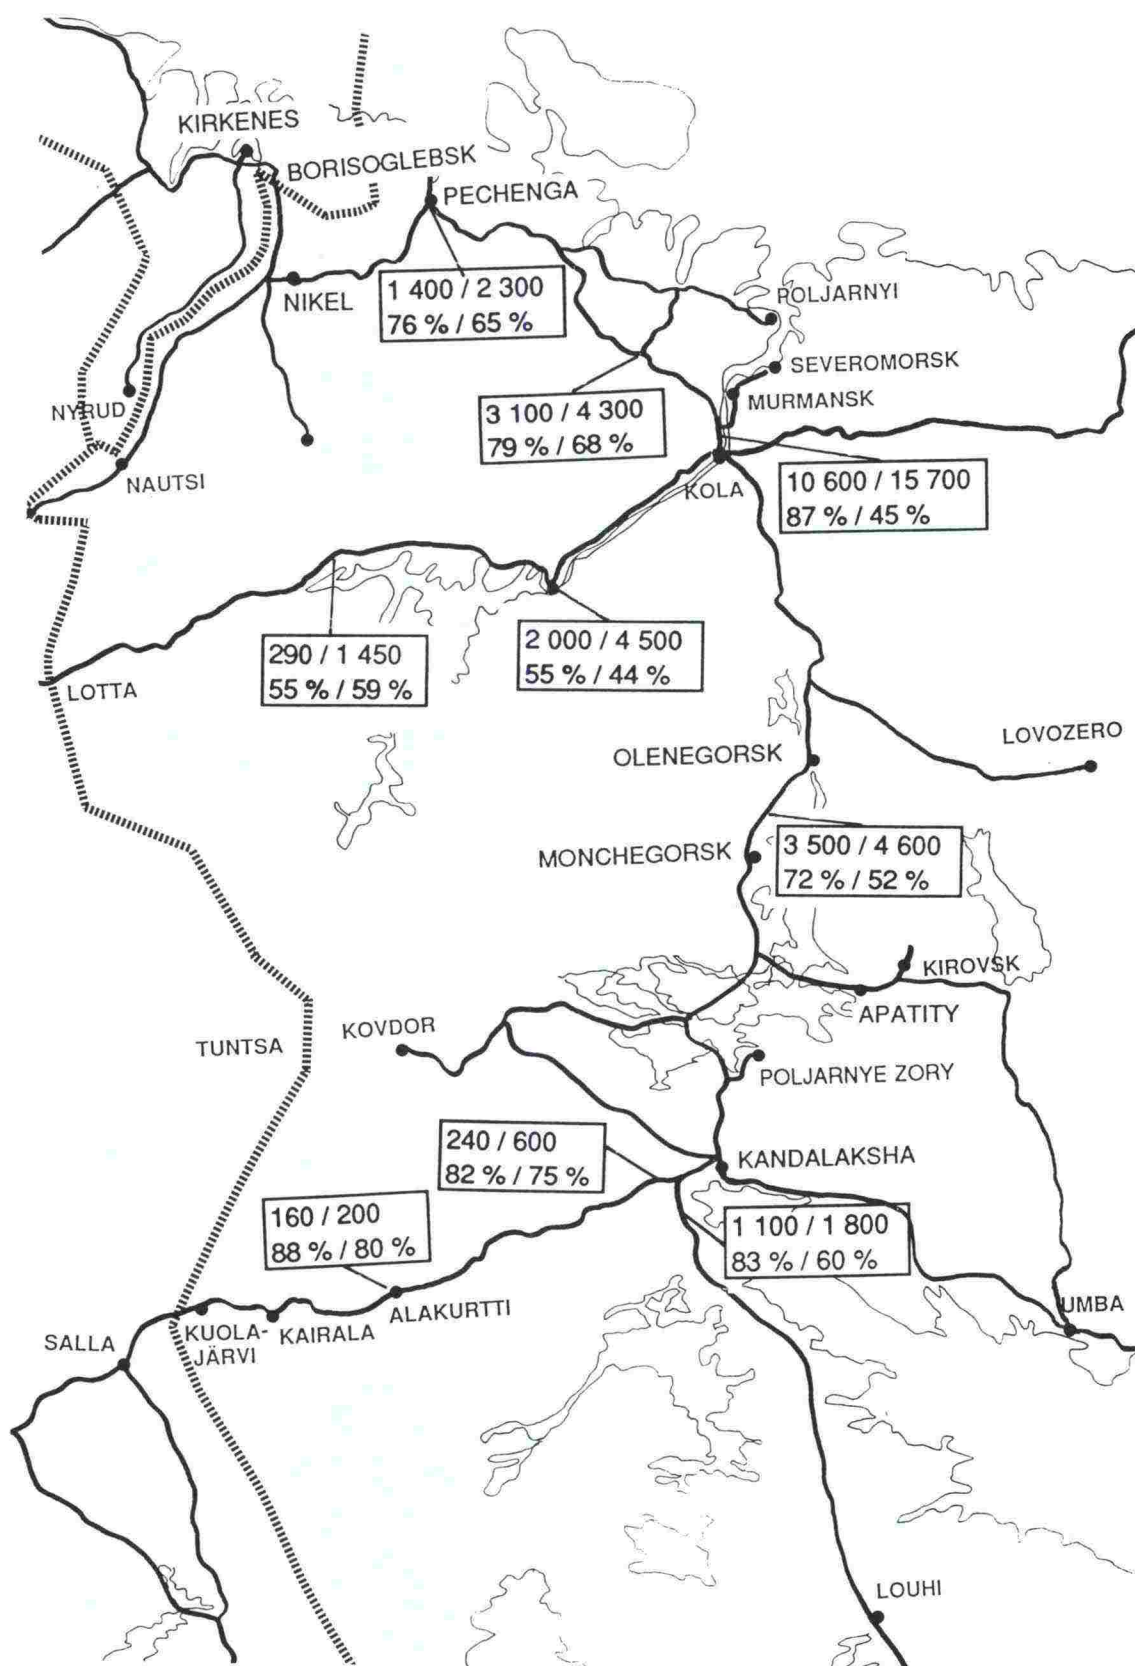 KIRKENES
BORISOGLEBSK
PECHENGA
NIKEL
1 400 / 2 300
76 % / 65 %
POLJARNYI
SEVEROMORSK
MURMANSK
NYRUD
3 100 / 4 300
79 % / 68 %
NAUTSI
KOLA
10 600 / 15 700
87 % / 45 %
290 / 1 450
55 % / 59 %
2 000 / 4 500
55 % / 44 %
LOTTA
OLENEGORSK
LOVOZERO
MONCHEGORSK
3 500 / 4 600
72 % / 52 %
KIROVSK
APATITY
KOVDOR
TUNTSA
POLJARNYE ZORY
240 / 600
82 % / 75 %
KANDALAKSHA
160 / 200
88 % / 80 %
1 100 / 1 800
83 % / 60 %
ALAKURTTI
UMBA
KUOLA-
JÄRVI
KAIRALA
SALLA
LOUHI